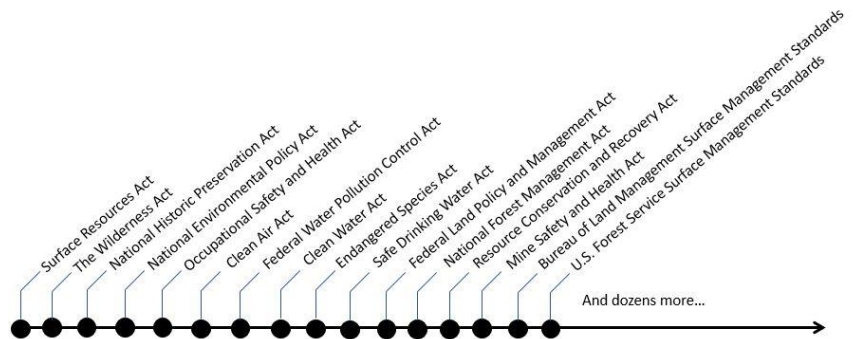 Surface Resources Act
The Wilderness Act
National Historic Preservation Act
National Environmental Policy Act
Occupational Safety and Health Act
Clean Air Act
Federal Water Pollution Control Act
Clean Water Act
Endangered Species Act
Safe Drinking Water Act
Federal Land Policy and Management Act
National Forest Management Act
Resource Conservation and Recovery Act
Mine Safety and Health Act
Bureau of Land Management Surface Management Standards
U.S. Forest Service Surface Management Standards
And dozens more...